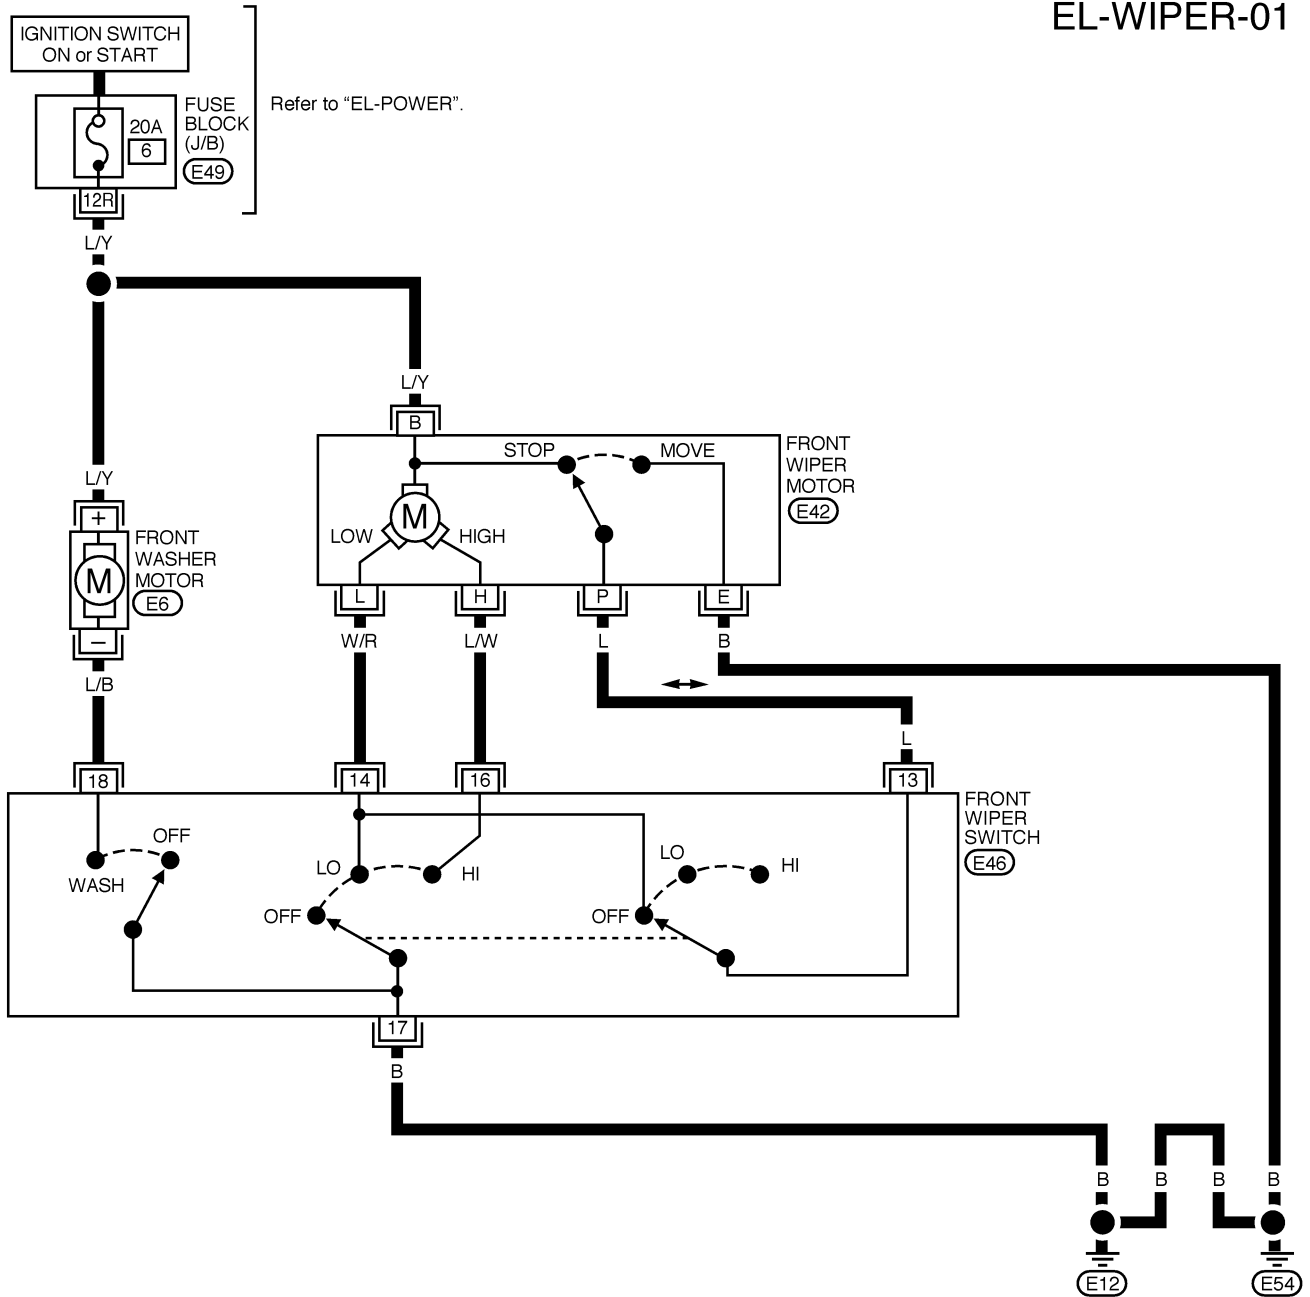 EL-WIPER-01
IGNITION SWITCH
ON or START
Refer to “EL-POWER”.
FUSE
BLOCK
(J/B)
E49
20A
6
12R
L/Y
L/Y
B
STOP
MOVE
FRONT
WIPER
MOTOR
E42
M
LOW
HIGH
L/Y
+
FRONT
WASHER
MOTOR
E6
M
–
L
H
P
E
W/R
L/W
L
B
L/B
L
18
14
16
13
FRONT
WIPER
SWITCH
E46
OFF
WASH
LO
HI
OFF
LO
HI
OFF
17
B
B
B
B
B
E12
E54